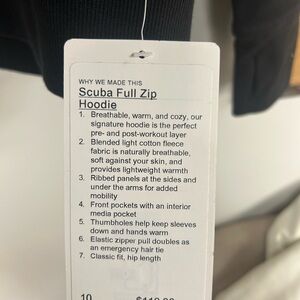 WHY WE MADE THIS
Scuba Full Zip
Hoodie
1. Breathable, warm, and cozy, our
signature hoodie is the perfect
pre- and post-workout layer
2. Blended light cotton fleece
fabric is naturally breathable,
soft against your skin, and
provides lightweight warmth
3. Ribbed panels at the sides and
under the arms for added
mobility
4. Front pockets with an interior
media pocket
5. Thumbholes help keep sleeves
down and hands warm
6. Elastic zipper pull doubles as
an emergency hair tie
7. Classic fit, hip length
10